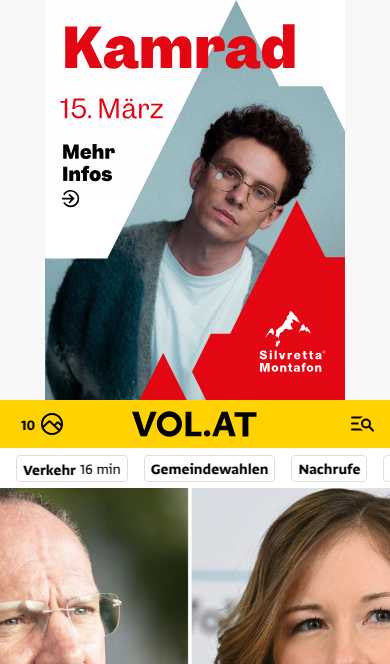 Kamrad
15. März
Mehr
Infos
Silvretta®
Montafon
10
VOL.AT
Verkehr 16 min
Gemeindewahlen
Nachrufe